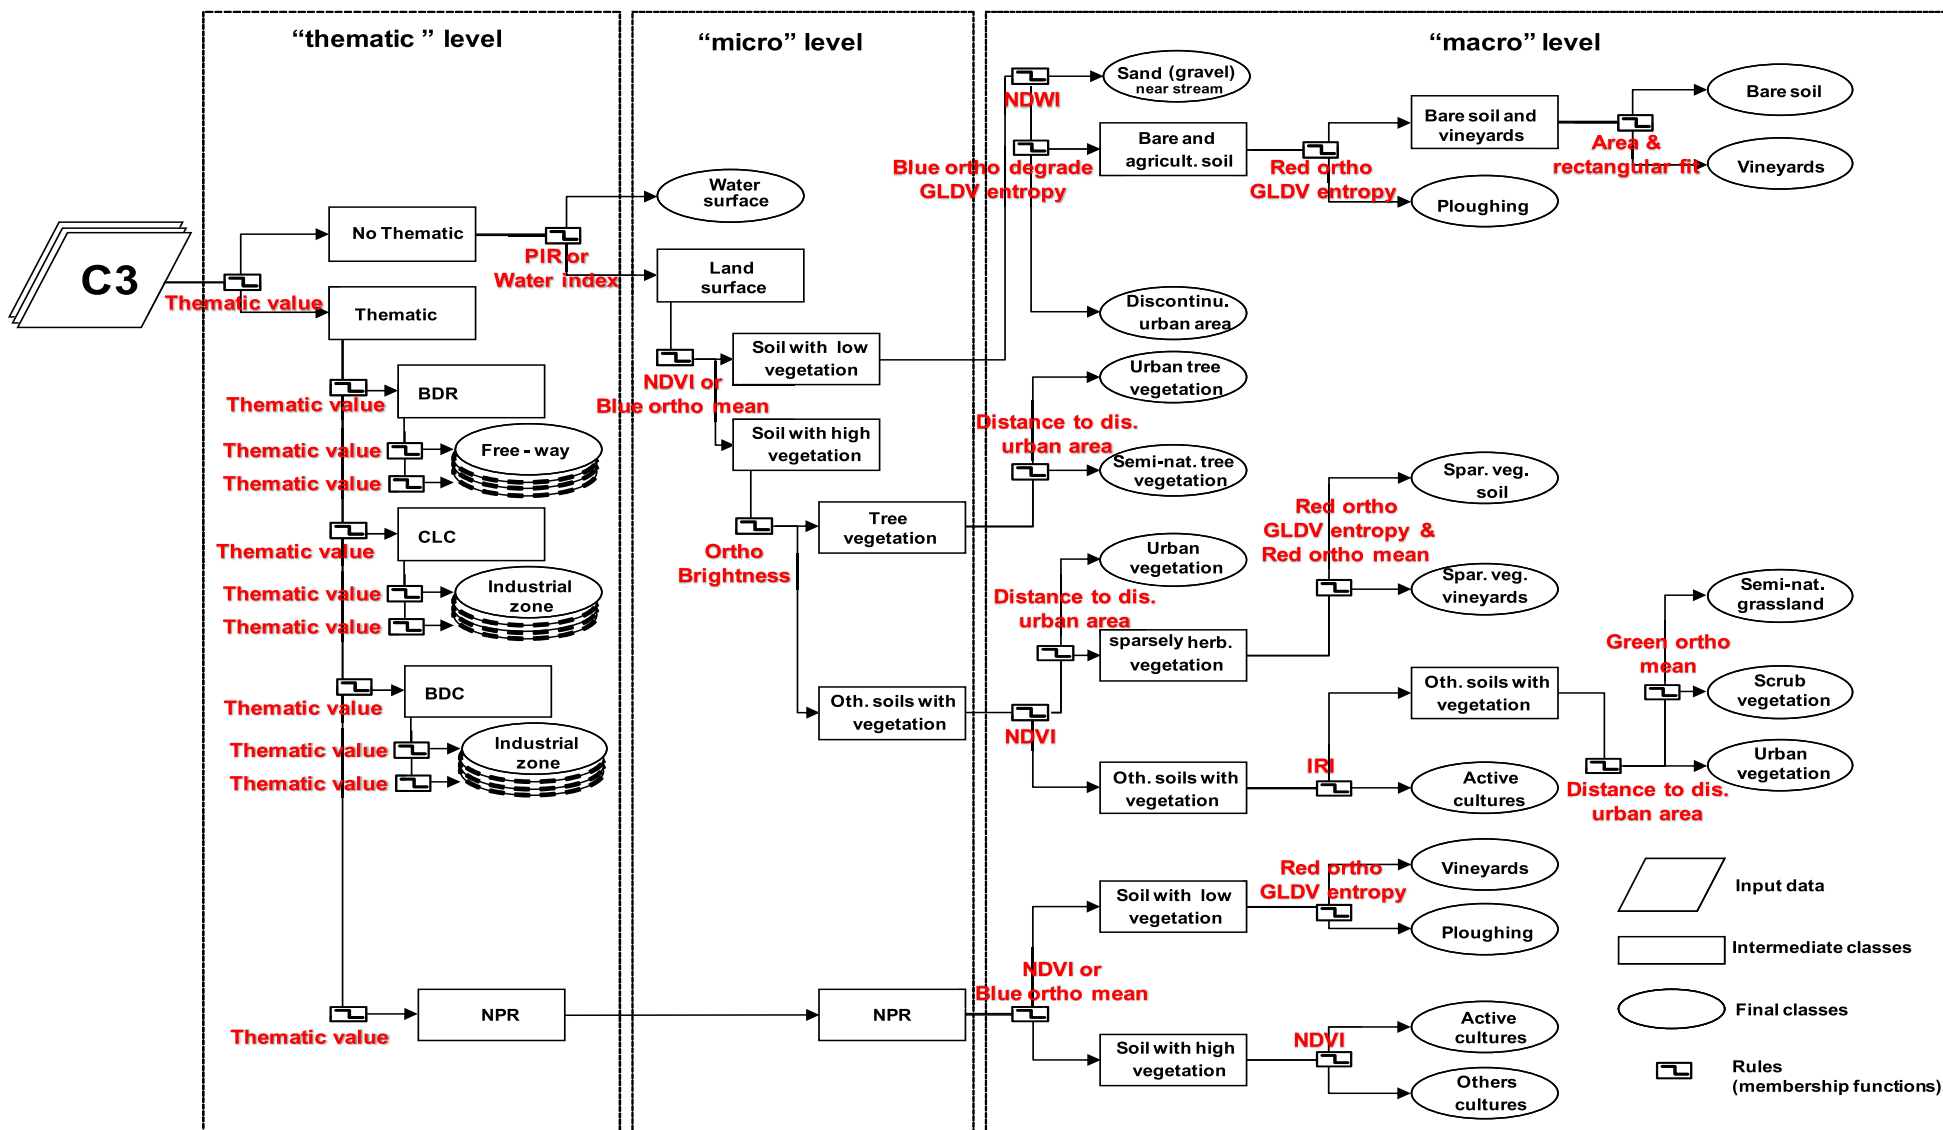 “thematic ” level
“micro” level
“macro” level
C3
Thematic value
No Thematic
Thematic
PIR or
Water index
Water
surface
Land
surface
Thematic value
BDR
Thematic value
Free - way
Thematic value
Thematic value
CLC
Thematic value
Industrial
zone
Thematic value
Thematic value
BDC
Thematic value
Industrial
zone
Thematic value
Thematic value
NPR
NDVI or
Blue ortho mean
Soil with low
vegetation
Soil with high
vegetation
Ortho
Brightness
Tree
vegetation
Oth. soils with
vegetation
NPR
NDWI
Sand (gravel)
near stream
Blue ortho degrade
GLDV entropy
Bare and
agricult. soil
Red ortho
GLDV entropy
Bare soil and
vineyards
Ploughing
Area &
rectangular fit
Bare soil
Vineyards
Discontinu.
urban area
Urban tree
vegetation
Distance to dis.
urban area
Semi-nat. tree
vegetation
Urban
vegetation
Distance to dis.
urban area
sparsely herb.
vegetation
NDVI
Oth. soils with
vegetation
Red ortho
GLDV entropy &
Red ortho mean
Spar. veg.
soil
Spar. veg.
vineyards
IRI
Oth. soils with
vegetation
Active
cultures
Green ortho
mean
Distance to dis.
urban area
Semi-nat.
grassland
Scrub
vegetation
Urban
vegetation
NDVI or
Blue ortho mean
Soil with low
vegetation
Red ortho
GLDV entropy
Vineyards
Ploughing
Soil with high
vegetation
NDVI
Active
cultures
Others
cultures
Input data
Intermediate classes
Final classes
Rules
(membership functions)